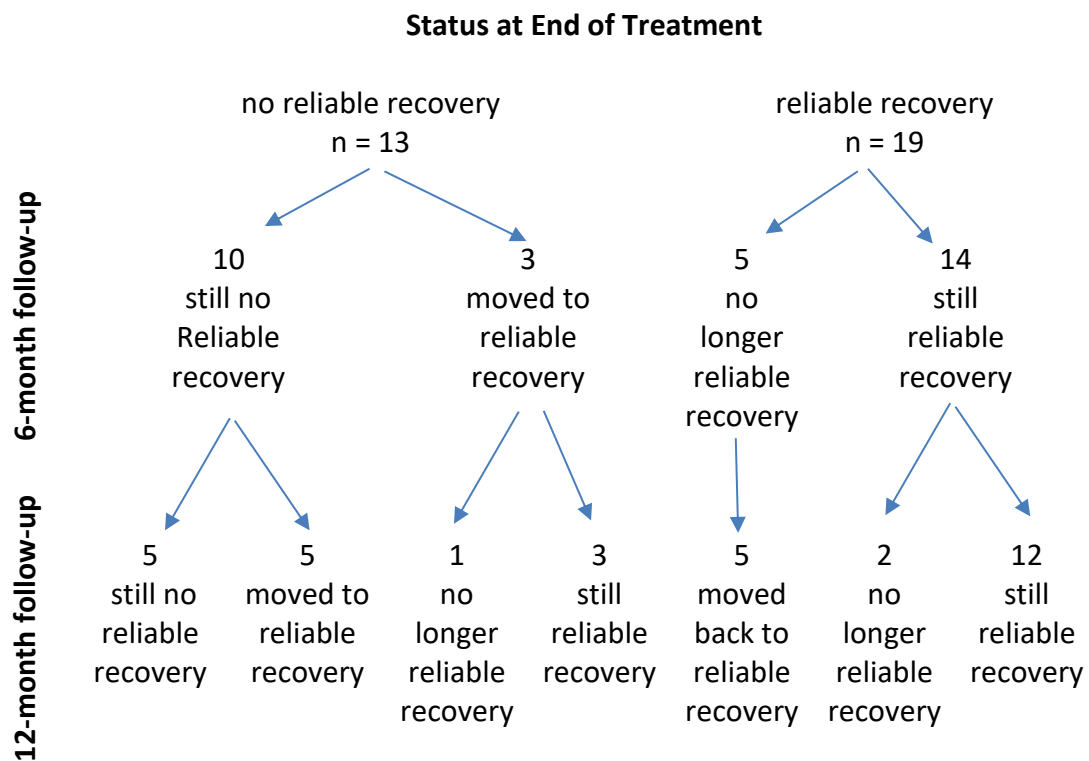 Status at End of Treatment
no reliable recovery
n = 13
reliable recovery
n = 19
6-month follow-up
10
still no
Reliable
recovery
3
moved to
reliable
recovery
5
no
longer
reliable
recovery
14
still
reliable
recovery
12-month follow-up
5
still no
reliable
recovery
5
moved to
reliable
recovery
1
no
longer
reliable
recovery
3
still
reliable
recovery
5
moved
back to
reliable
recovery
2
no
longer
reliable
recovery
12
still
reliable
recovery